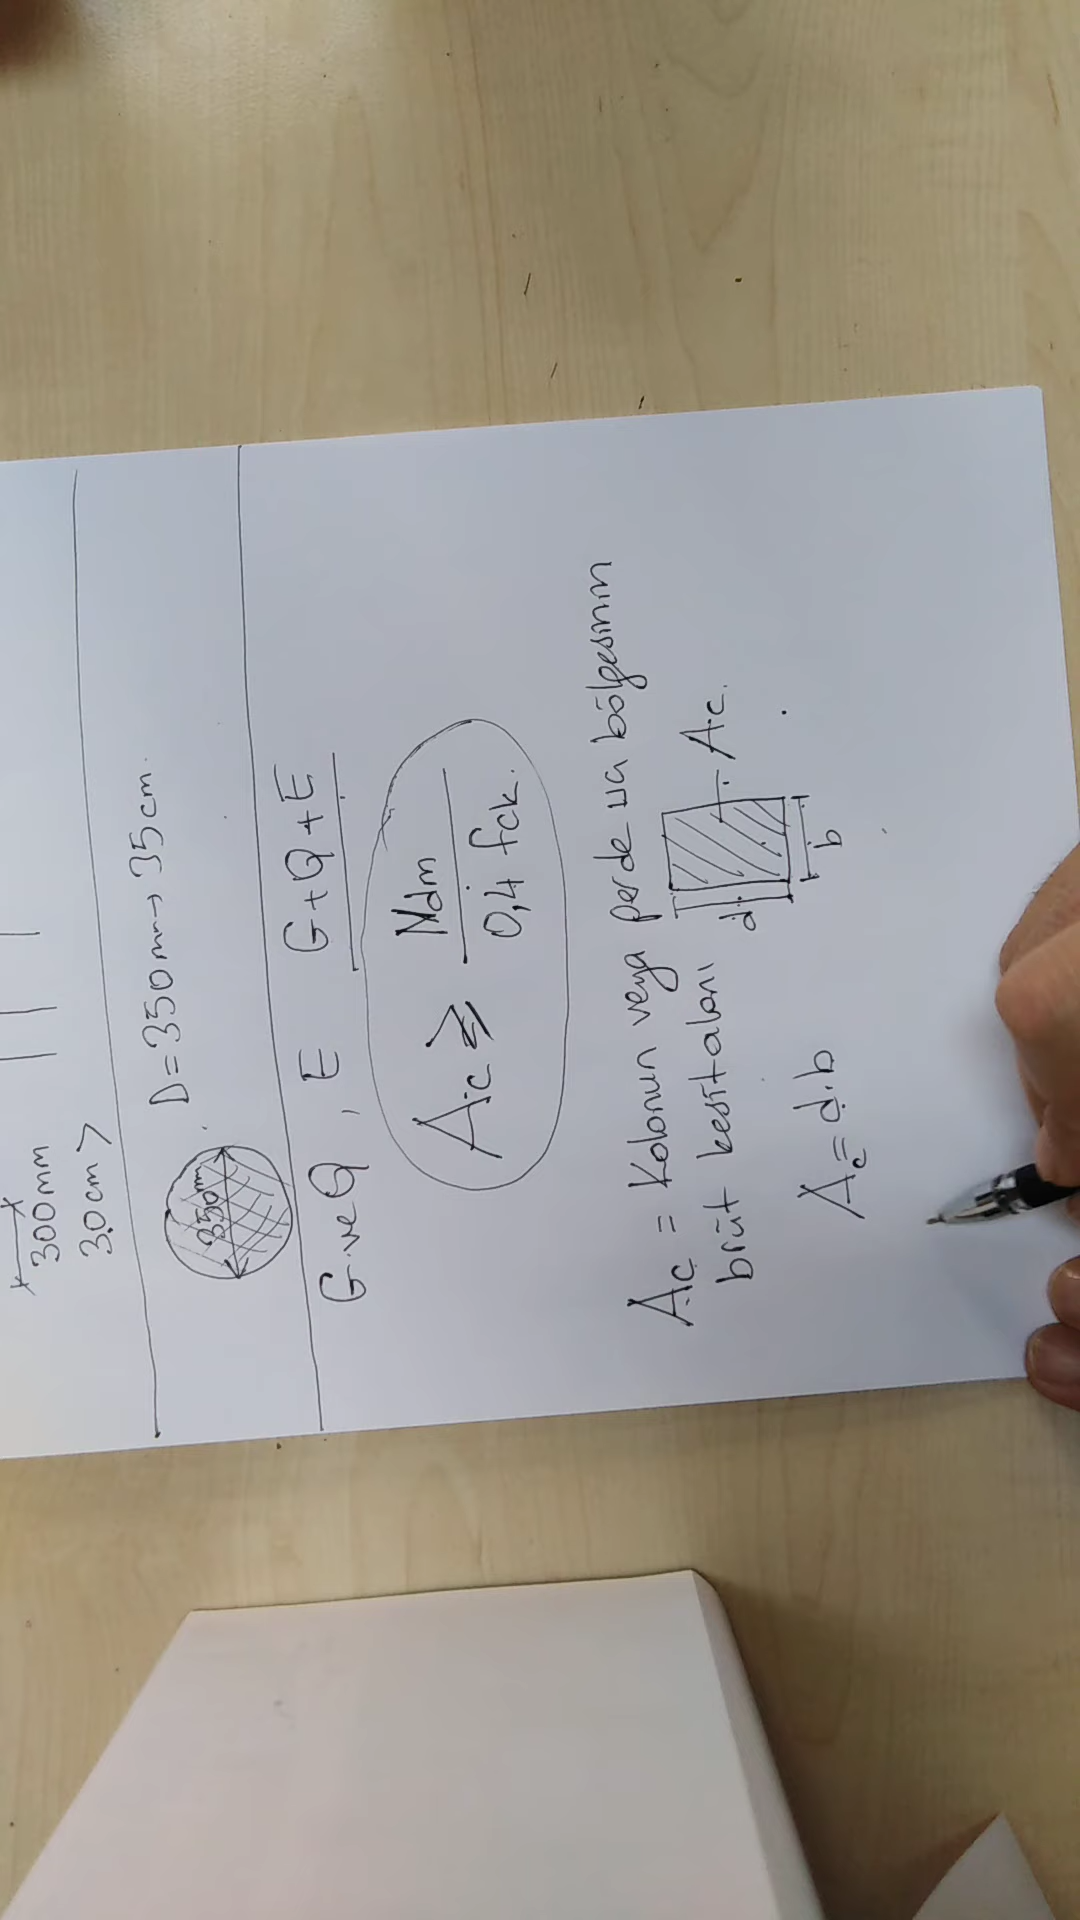 300mm
30cm>
350mm
D=350mm→35cm.
G ve Q, E G+Q+E
Ac ≥ Ndm
0,4 fck.
Ac = Kolonun veya perde uç bölgesinin
brüt kesit alanı
d
Ac.
b
Ac = d.b